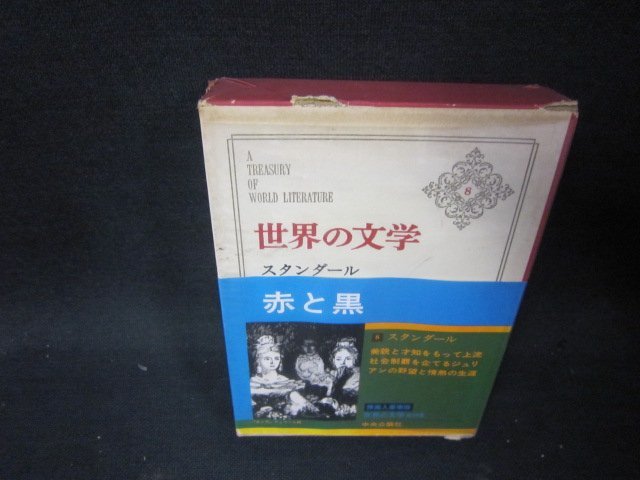 A
TREASURY
OF
WORLD LITERATURE
8
世界の文学
スタンダール
赤と黒
8 スタンダール
美貌と才知をもって上流
社会制覇を企てるジュリ
アンの野望と情熱の生涯
中央公論社